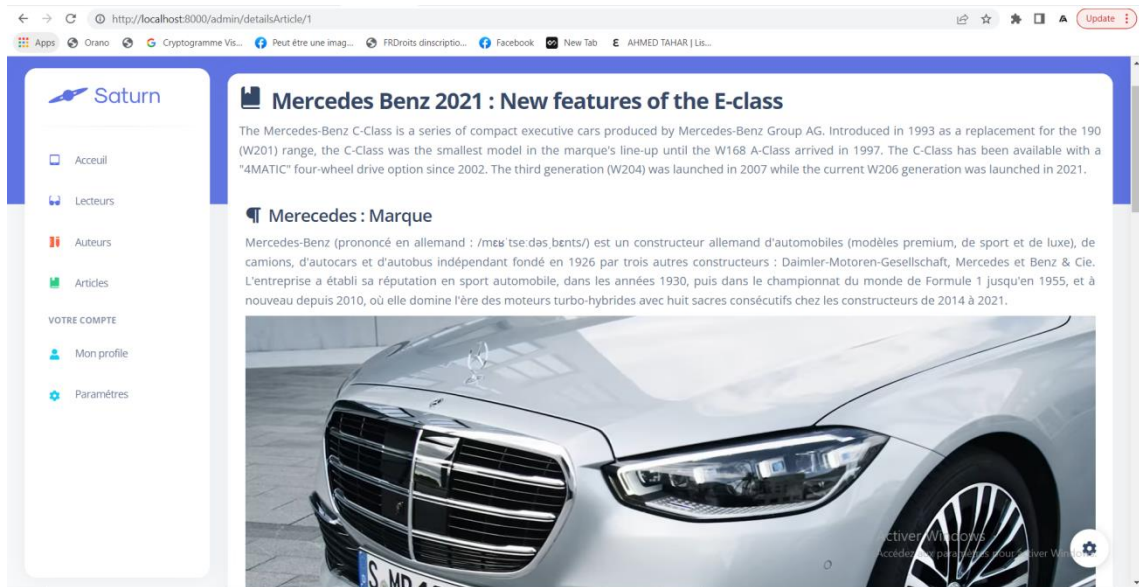 http://localhost:8000/admin/detailsArticle/1
Update
Apps
Orano
Cryptogramme Vis...
Peut être une imag...
FRDroits dinscriptio...
Facebook
New Tab
AHMED TAHAR | Lis...
Saturn
Acceuil
Lecteurs
Auteurs
Articles
VOTRE COMPTE
Mon profile
Paramétres
Mercedes Benz 2021 : New features of the E-class
The Mercedes-Benz C-Class is a series of compact executive cars produced by Mercedes-Benz Group AG. Introduced in 1993 as a replacement for the 190
(W201) range, the C-Class was the smallest model in the marque's line-up until the W168 A-Class arrived in 1997. The C-Class has been available with a
"4MATIC" four-wheel drive option since 2002. The third generation (W204) was launched in 2007 while the current W206 generation was launched in 2021.
¶ Merecedes : Marque
Mercedes-Benz (prononcé en allemand : /mɛʁˈtseːdəsˌbɛnts/) est un constructeur allemand d'automobiles (modèles premium, de sport et de luxe), de
camions, d'autocars et d'autobus indépendant fondé en 1926 par trois autres constructeurs : Daimler-Motoren-Gesellschaft, Mercedes et Benz & Cie.
L'entreprise a établi sa réputation en sport automobile, dans les années 1930, puis dans le championnat du monde de Formule 1 jusqu'en 1955, et à
nouveau depuis 2010, où elle domine l'ère des moteurs turbo-hybrides avec huit sacres consécutifs chez les constructeurs de 2014 à 2021.
Activer Windows
Accédez aux paramètres pour activer Windows